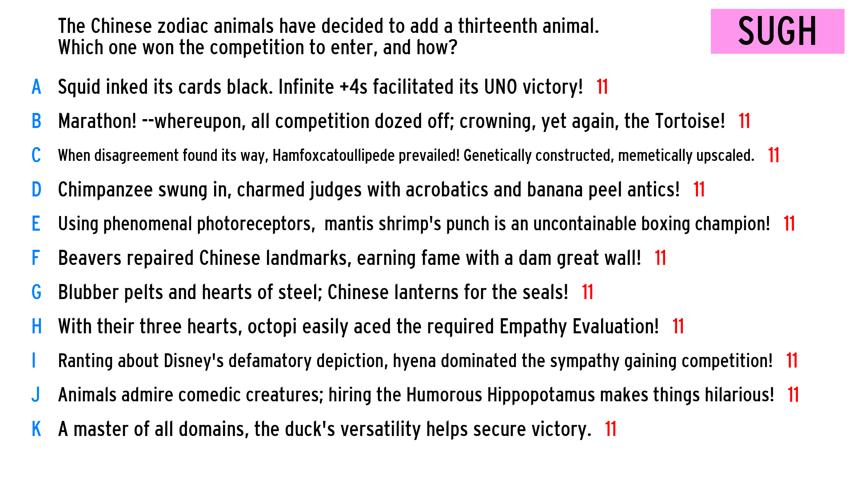 The Chinese zodiac animals have decided to add a thirteenth animal.
Which one won the competition to enter, and how?
SUGH
A Squid inked its cards black. Infinite +4s facilitated its UNO victory! 11
B Marathon! --whereupon, all competition dozed off; crowning, yet again, the Tortoise! 11
C When disagreement found its way, Hamfoxcatoullipede prevailed! Genetically constructed, memetically upscaled. 11
D Chimpanzee swung in, charmed judges with acrobatics and banana peel antics! 11
E Using phenomenal photoreceptors, mantis shrimp's punch is an uncontainable boxing champion! 11
F Beavers repaired Chinese landmarks, earning fame with a dam great wall! 11
G Blubber pelts and hearts of steel; Chinese lanterns for the seals! 11
H With their three hearts, octopi easily aced the required Empathy Evaluation! 11
I Ranting about Disney's defamatory depiction, hyena dominated the sympathy gaining competition! 11
J Animals admire comedic creatures; hiring the Humorous Hippopotamus makes things hilarious! 11
K A master of all domains, the duck's versatility helps secure victory. 11